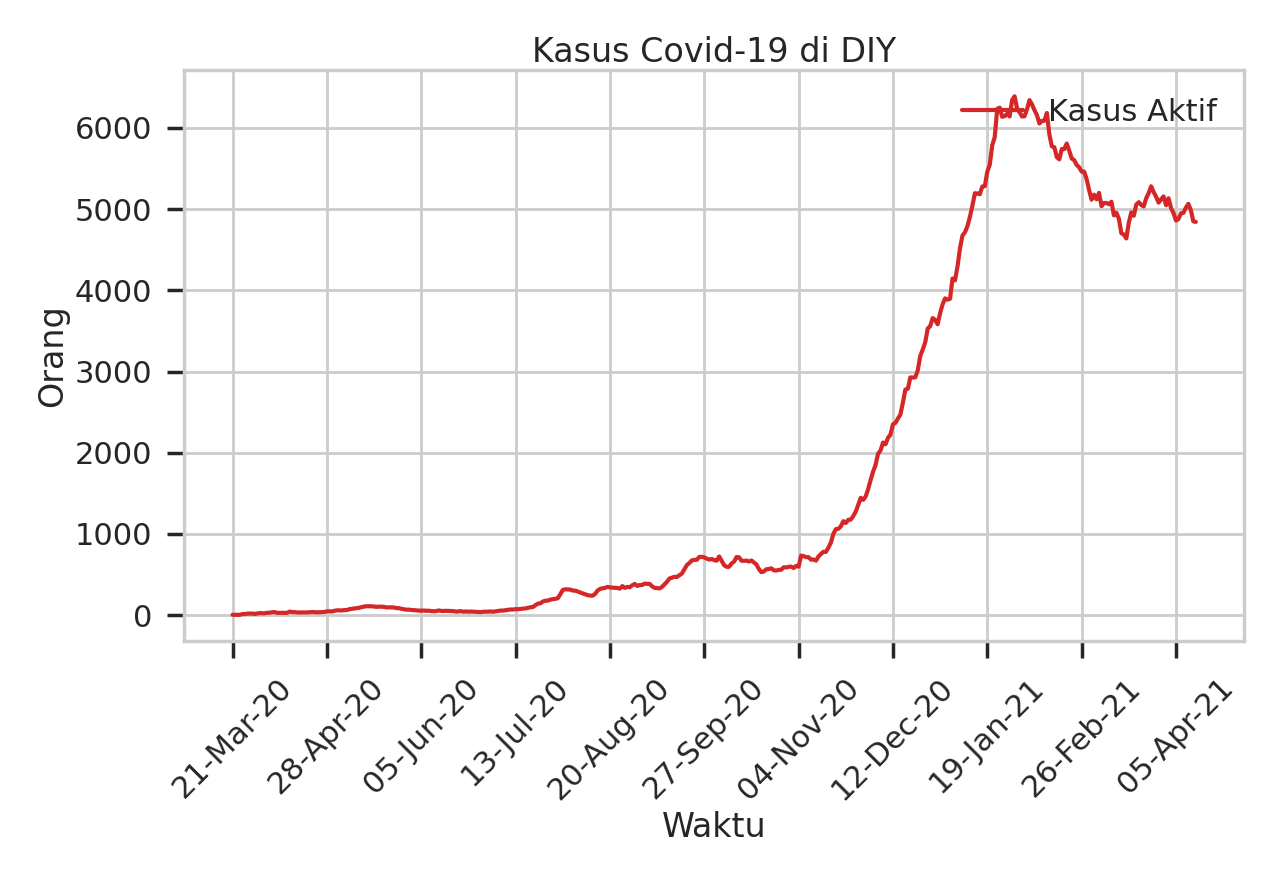 Kasus Covid-19 di DIY
Kasus Aktif
6000
5000
4000
3000
2000
1000
0
Orang
21-Mar-20
28-Apr-20
05-Jun-20
13-Jul-20
20-Aug-20
27-Sep-20
04-Nov-20
12-Dec-20
19-Jan-21
26-Feb-21
05-Apr-21
Waktu